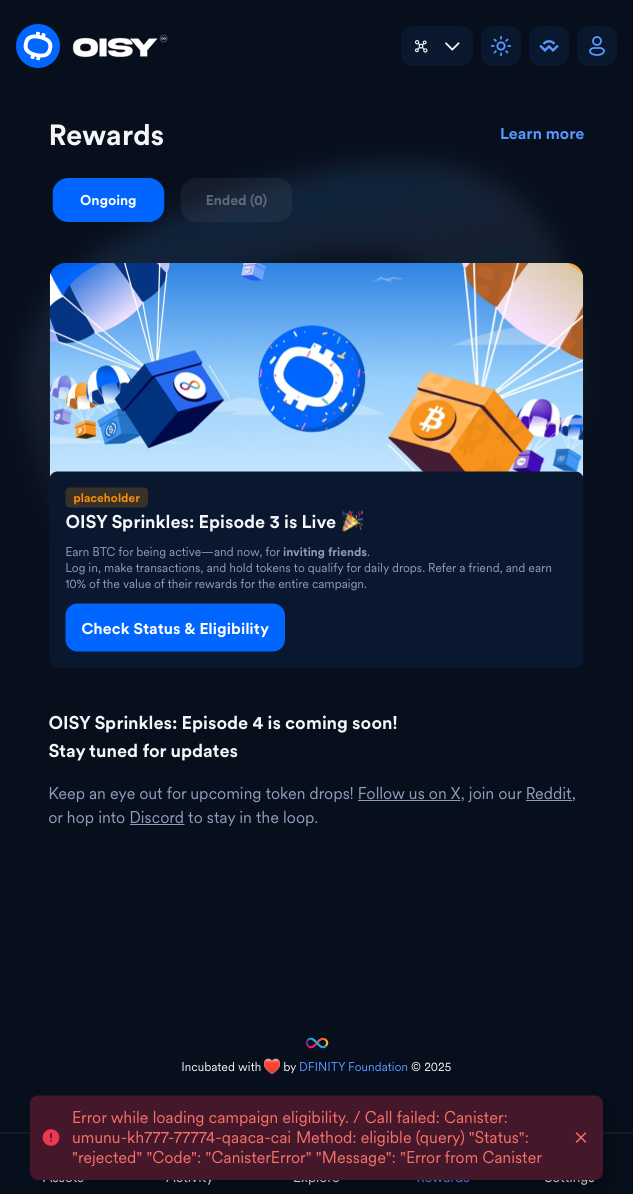 OISY
Rewards
Learn more
Ongoing
Ended (0)
placeholder
OISY Sprinkles: Episode 3 is Live 🎉
Earn BTC for being active—and now, for inviting friends.
Log in, make transactions, and hold tokens to qualify for daily drops. Refer a friend, and earn
10% of the value of their rewards for the entire campaign.
Check Status & Eligibility
OISY Sprinkles: Episode 4 is coming soon!
Stay tuned for updates
Keep an eye out for upcoming token drops! Follow us on X, join our Reddit,
or hop into Discord to stay in the loop.
Incubated with ❤️ by DFINITY Foundation © 2025
Error while loading campaign eligibility. / Call failed: Canister:
umunu-kh777-77774-qaaca-cai Method: eligible (query) "Status":
"rejected" "Code": "CanisterError" "Message": "Error from Canister
Assets
Activity
Explore
Rewards
Settings